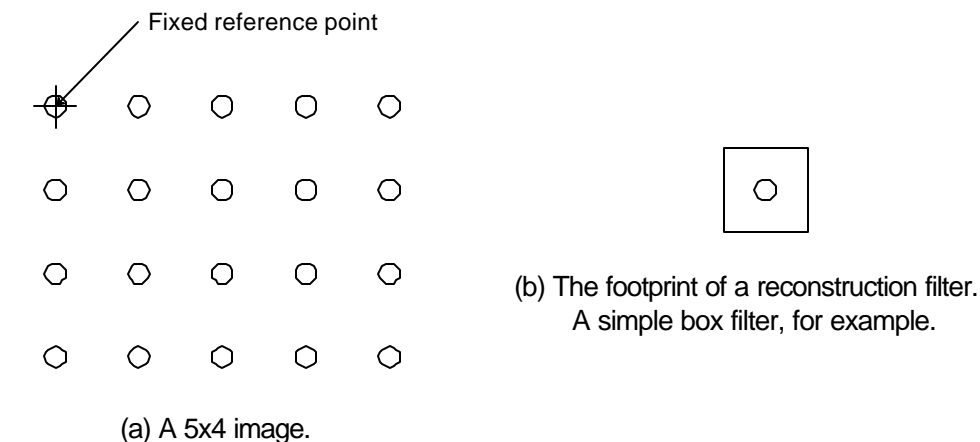 Fixed reference point
(b) The footprint of a reconstruction filter.
A simple box filter, for example.
(a) A 5x4 image.